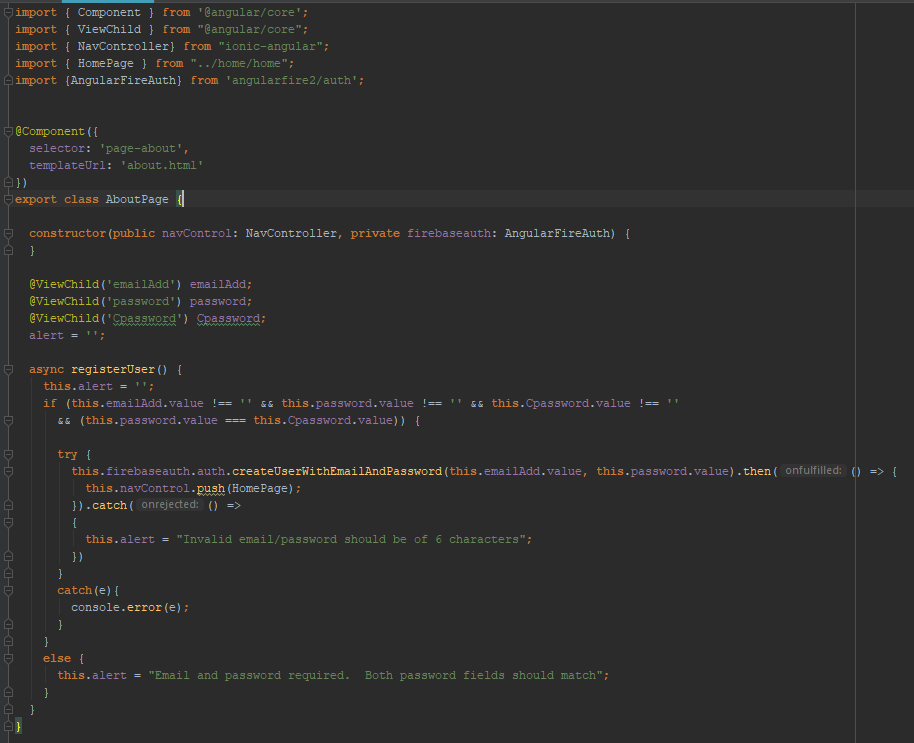 import { Component } from '@angular/core';
import { ViewChild } from "@angular/core";
import { NavController} from "ionic-angular";
import { HomePage } from "../home/home";
import {AngularFireAuth} from 'angularfire2/auth';
@Component({
  selector: 'page-about',
  templateUrl: 'about.html'
})
export class AboutPage {
  constructor(public navControl: NavController, private firebaseauth: AngularFireAuth) {
  }
  @ViewChild('emailAdd') emailAdd;
  @ViewChild('password') password;
  @ViewChild('Cpassword') Cpassword;
  alert = '';
  async registerUser() {
    this.alert = '';
    if (this.emailAdd.value !== '' && this.password.value !== '' && this.Cpassword.value !== ''
      && (this.password.value === this.Cpassword.value)) {
      try {
        this.firebaseauth.auth.createUserWithEmailAndPassword(this.emailAdd.value, this.password.value).then( onfulfilled: () => {
          this.navControl.push(HomePage);
        }).catch( onrejected: () =>
        {
          this.alert = "Invalid email/password should be of 6 characters";
        })
      }
      catch(e){
        console.error(e);
      }
    }
    else {
      this.alert = "Email and password required.  Both password fields should match";
    }
  }
}